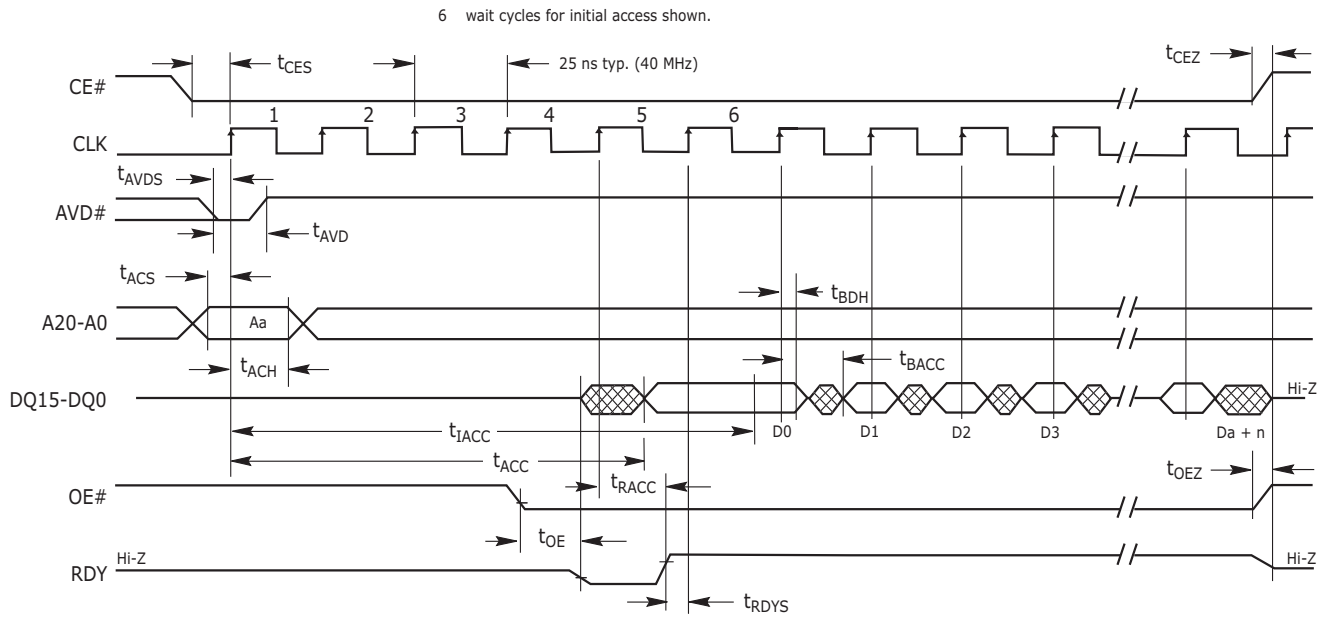 6 wait cycles for initial access shown.
tCES
25 ns typ. (40 MHz)
tCEZ
CE#
1 2 3 4 5 6
CLK
tAVDS
AVD#
tAVD
tACS
tBDH
A20-A0
Aa
tACH
tBACC
DQ15-DQ0
Hi-Z
D0 D1 D2 D3 Da + n
tIACC
tACC
tOEZ
tRACC
OE#
tOE
Hi-Z
Hi-Z
RDY
tRDYS